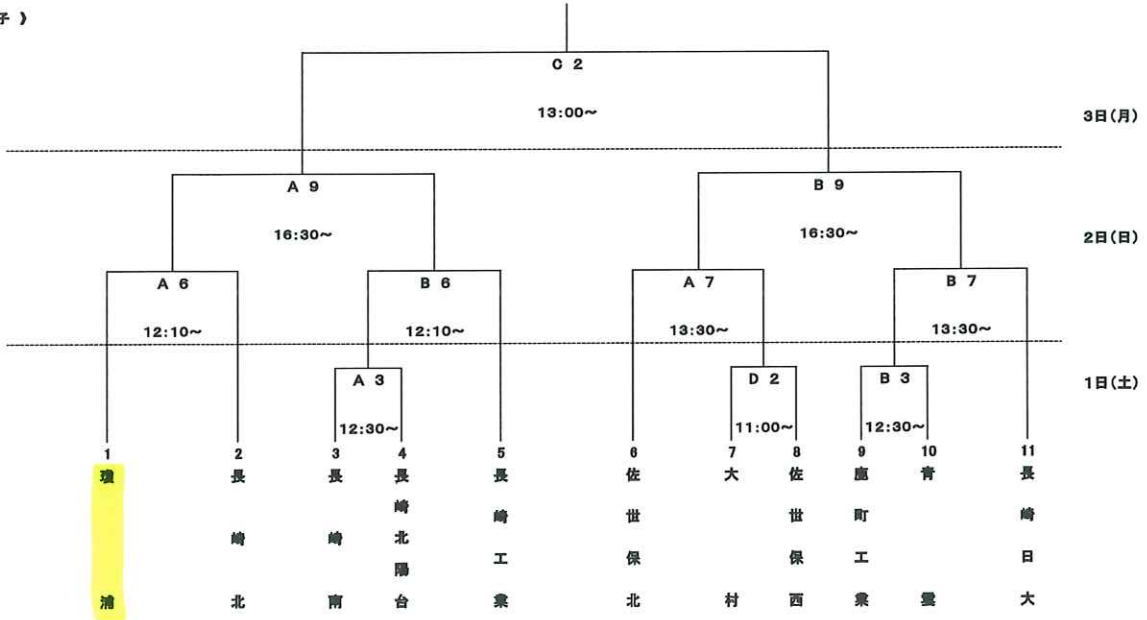 子 》
C 2
13:00~
3日(月)
A 9
B 9
16:30~
16:30~
2日(日)
A 6
B 6
A 7
B 7
12:10~
12:10~
13:30~
13:30~
A 3
D 2
B 3
1日(土)
12:30~
11:00~
12:30~
1
2
3
4
5
6
7
8
9
10
11
瓊浦
長崎北
長崎南
長崎北陽台
長崎工業
佐世保北
大村
佐世保西
鹿町工業
青雲
長崎日大